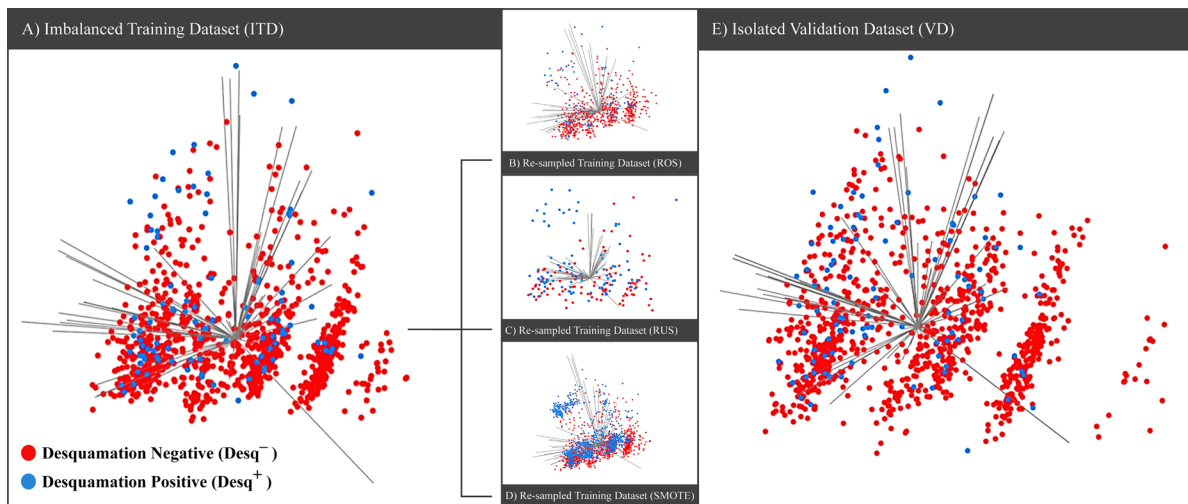 A) Imbalanced Training Dataset (ITD)
Desquamation Negative (Desq⁻)
Desquamation Positive (Desq⁺)
B) Re-sampled Training Dataset (ROS)
C) Re-sampled Training Dataset (RUS)
D) Re-sampled Training Dataset (SMOTE)
E) Isolated Validation Dataset (VD)